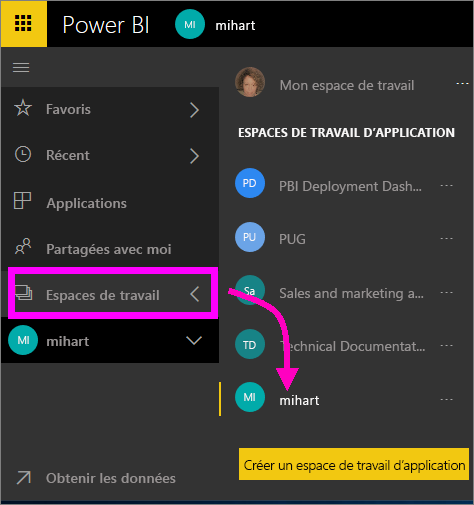 Power BI
MI
mihart
Favoris
Récent
Applications
Partagées avec moi
Espaces de travail
MI
mihart
Obtenir les données
Mon espace de travail ...
ESPACES DE TRAVAIL D'APPLICATION
PD
PBI Deployment Dash... ...
PU
PUG ...
Sa
Sales and marketing a... ...
TD
Technical Documentat... ...
MI
mihart ...
Créer un espace de travail d'application